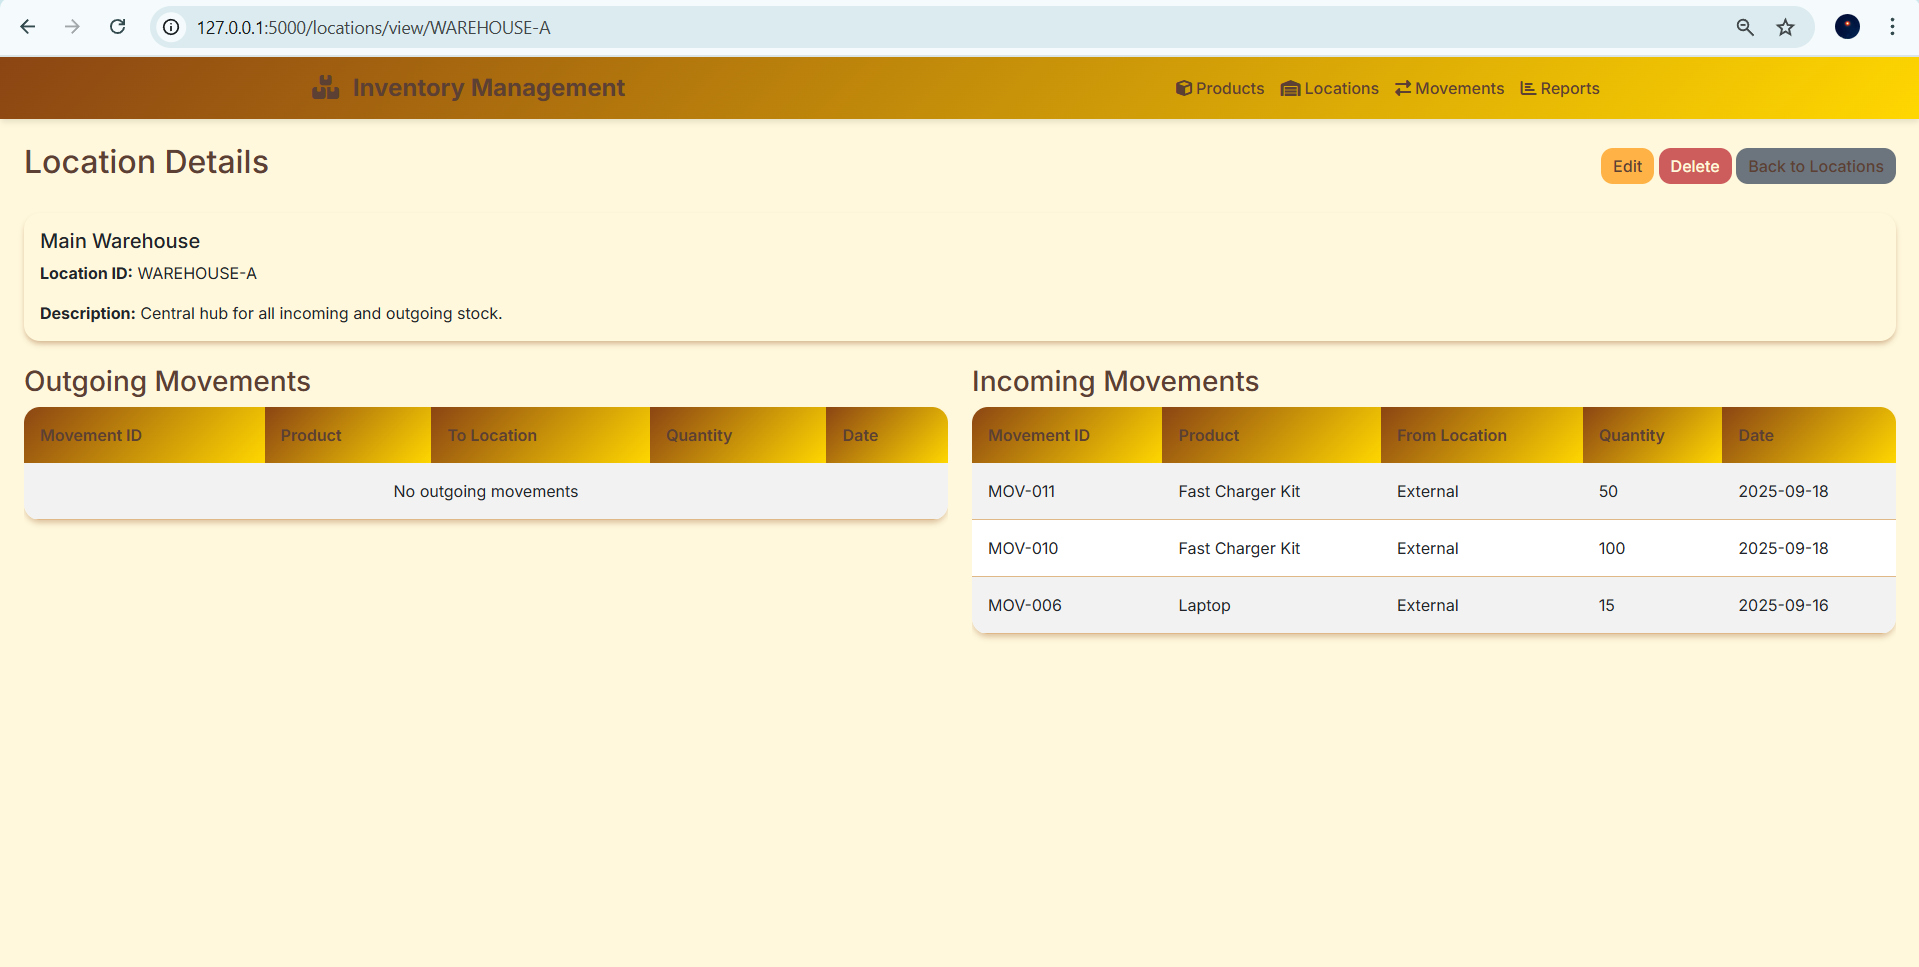 127.0.0.1:5000/locations/view/WAREHOUSE-A
Inventory Management
Products Locations Movements Reports
Location Details
Edit Delete Back to Locations
Main Warehouse
Location ID: WAREHOUSE-A
Description: Central hub for all incoming and outgoing stock.
Outgoing Movements
Movement ID Product To Location Quantity Date
No outgoing movements
Incoming Movements
Movement ID Product From Location Quantity Date
MOV-011 Fast Charger Kit External 50 2025-09-18
MOV-010 Fast Charger Kit External 100 2025-09-18
MOV-006 Laptop External 15 2025-09-16